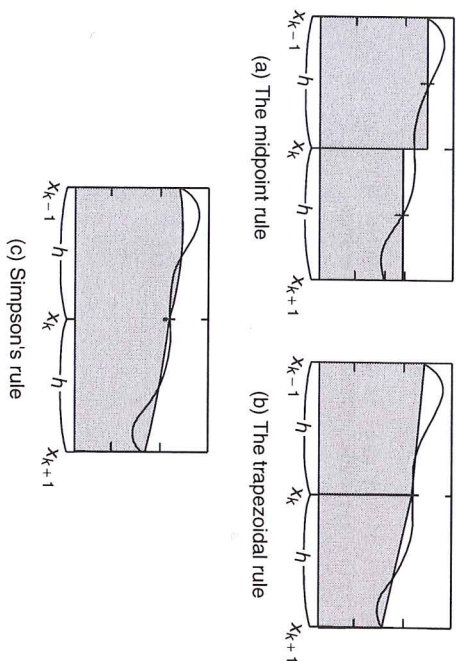 x_{k−1} h x_k h x_{k+1}
(a) The midpoint rule
x_{k−1} h x_k h x_{k+1}
(b) The trapezoidal rule
x_{k−1} h x_k h x_{k+1}
(c) Simpson's rule